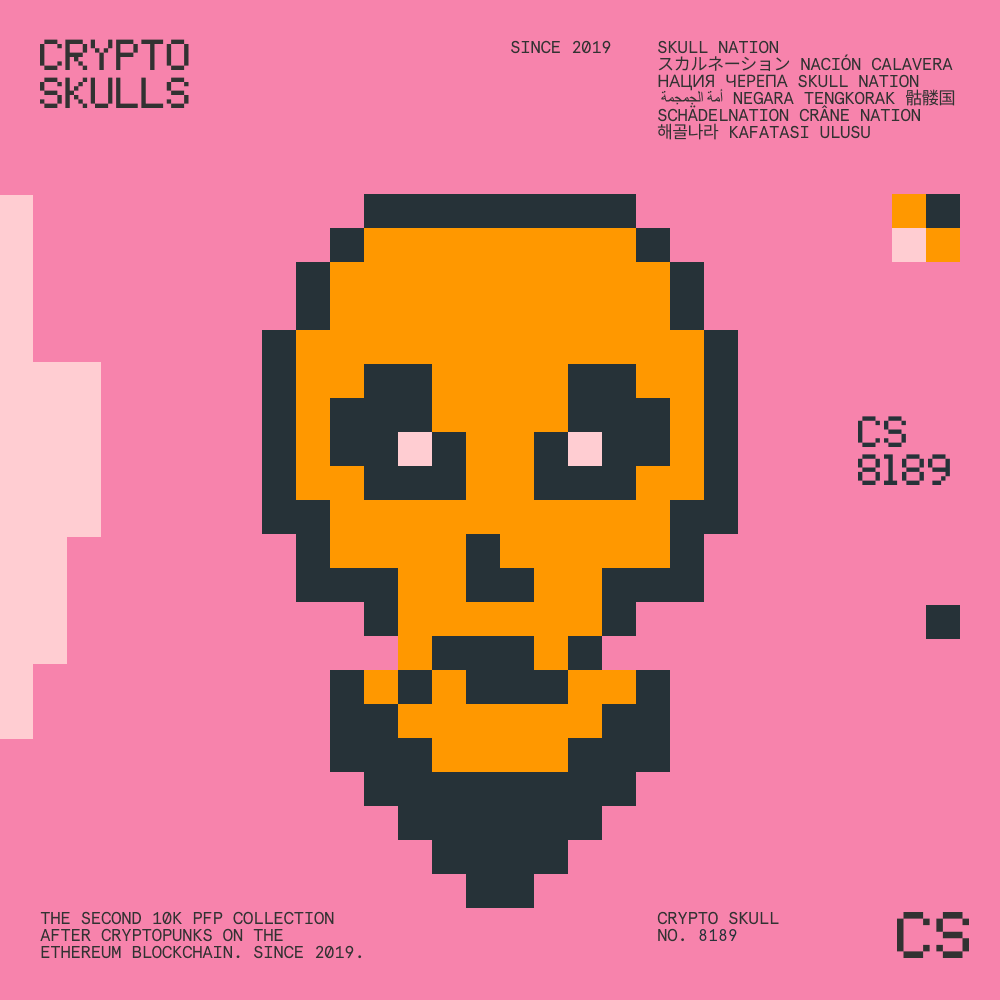 CRYPTO
SKULLS
SINCE 2019
SKULL NATION
スカルネーション NACIÓN CALAVERA
НАЦИЯ ЧЕРЕПА SKULL NATION
أمة الجمجمة NEGARA TENGKORAK 骷髅国
SCHÄDELNATION CRÂNE NATION
해골나라 KAFATASI ULUSU
CS
8189
THE SECOND 10K PFP COLLECTION
AFTER CRYPTOPUNKS ON THE
ETHEREUM BLOCKCHAIN. SINCE 2019.
CRYPTO SKULL
NO. 8189
CS